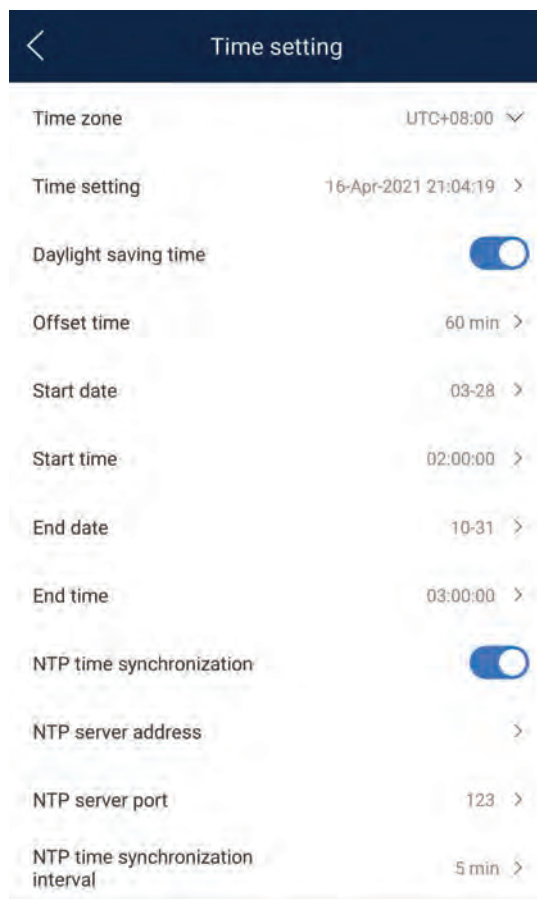 Time setting
Time zone UTC+08:00
Time setting 16-Apr-2021 21:04:19
Daylight saving time
Offset time 60 min
Start date 03-28
Start time 02:00:00
End date 10-31
End time 03:00:00
NTP time synchronization
NTP server address
NTP server port 123
NTP time synchronization
interval 5 min